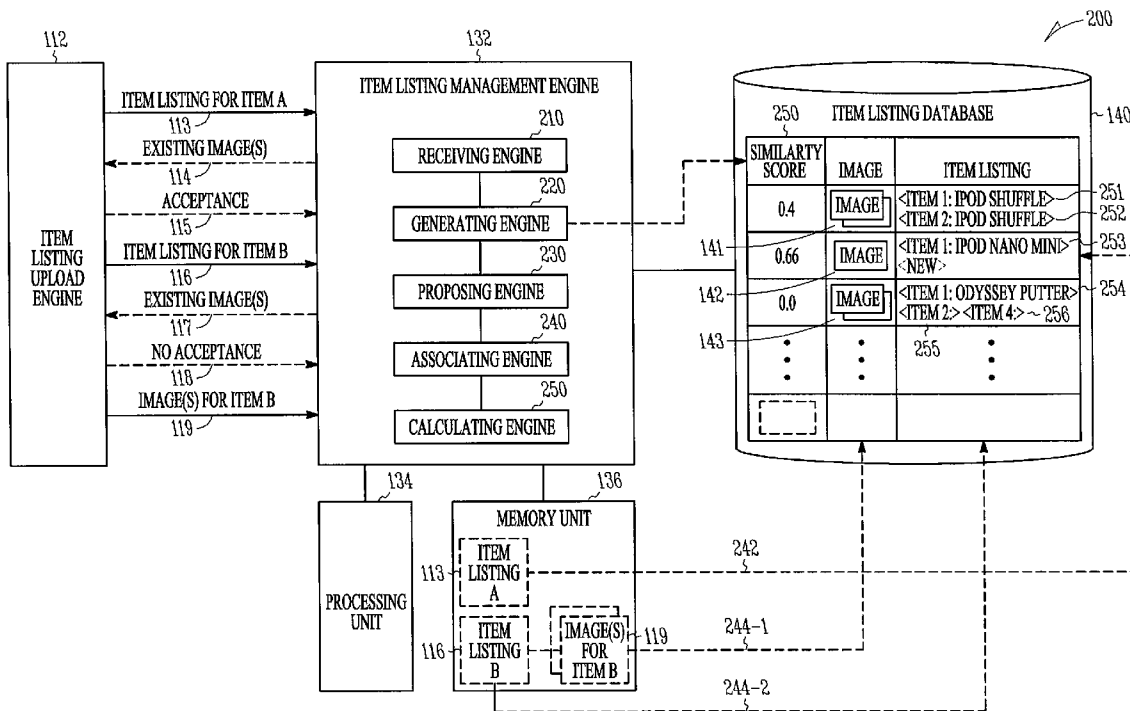 200
112
ITEM
LISTING
UPLOAD
ENGINE
ITEM LISTING FOR ITEM A
113
EXISTING IMAGE(S)
114
ACCEPTANCE
115
ITEM LISTING FOR ITEM B
116
EXISTING IMAGE(S)
117
NO ACCEPTANCE
118
IMAGE(S) FOR ITEM B
119
132
ITEM LISTING MANAGEMENT ENGINE
210
RECEIVING ENGINE
220
GENERATING ENGINE
230
PROPOSING ENGINE
240
ASSOCIATING ENGINE
250
CALCULATING ENGINE
140
ITEM LISTING DATABASE
250
SIMILARTY
SCORE
IMAGE
ITEM LISTING
0.4
IMAGE
141
<ITEM 1: IPOD SHUFFLE> 251
<ITEM 2: IPOD SHUFFLE> 252
0.66
IMAGE
142
<ITEM 1: IPOD NANO MINI> 253
<NEW>
0.0
IMAGE
143
<ITEM 1: ODYSSEY PUTTER> 254
<ITEM 2:> <ITEM 4:> 256
255
134
PROCESSING
UNIT
136
MEMORY UNIT
113
ITEM
LISTING
A
116
ITEM
LISTING
B
IMAGE(S)
FOR
ITEM B
119
242
244-1
244-2